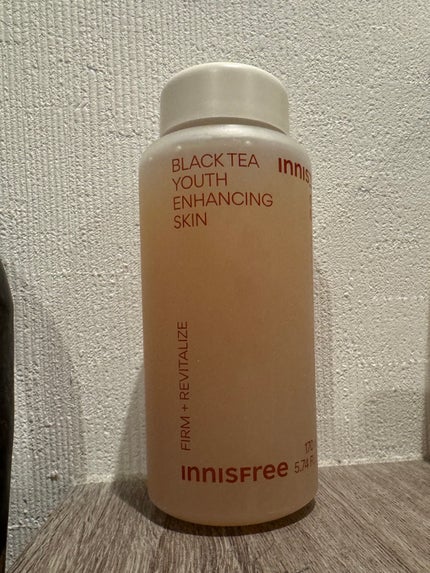 BLACK TEA
YOUTH
ENHANCING
SKIN
FIRM + REVITALIZE
INNISFree